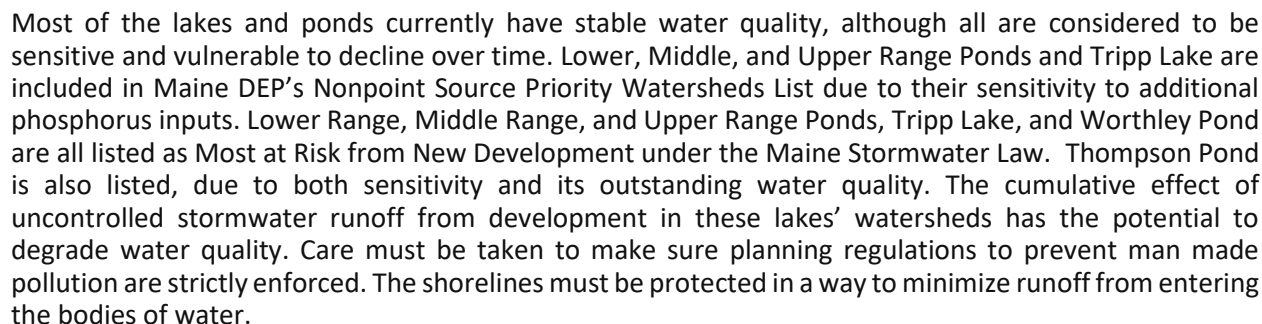 Most of the lakes and ponds currently have stable water quality, although all are considered to be
sensitive and vulnerable to decline over time. Lower, Middle, and Upper Range Ponds and Tripp Lake are
included in Maine DEP’s Nonpoint Source Priority Watersheds List due to their sensitivity to additional
phosphorus inputs. Lower Range, Middle Range, and Upper Range Ponds, Tripp Lake, and Worthley Pond
are all listed as Most at Risk from New Development under the Maine Stormwater Law. Thompson Pond
is also listed, due to both sensitivity and its outstanding water quality. The cumulative effect of
uncontrolled stormwater runoff from development in these lakes’ watersheds has the potential to
degrade water quality. Care must be taken to make sure planning regulations to prevent man made
pollution are strictly enforced. The shorelines must be protected in a way to minimize runoff from entering
the bodies of water.